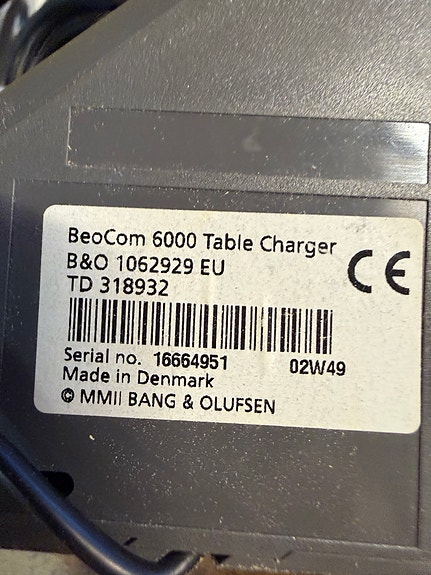 BeoCom 6000 Table Charger
B&O 1062929 EU
TD 318932
CE
Serial no. 16664951 02W49
Made in Denmark
© MMII BANG & OLUFSEN